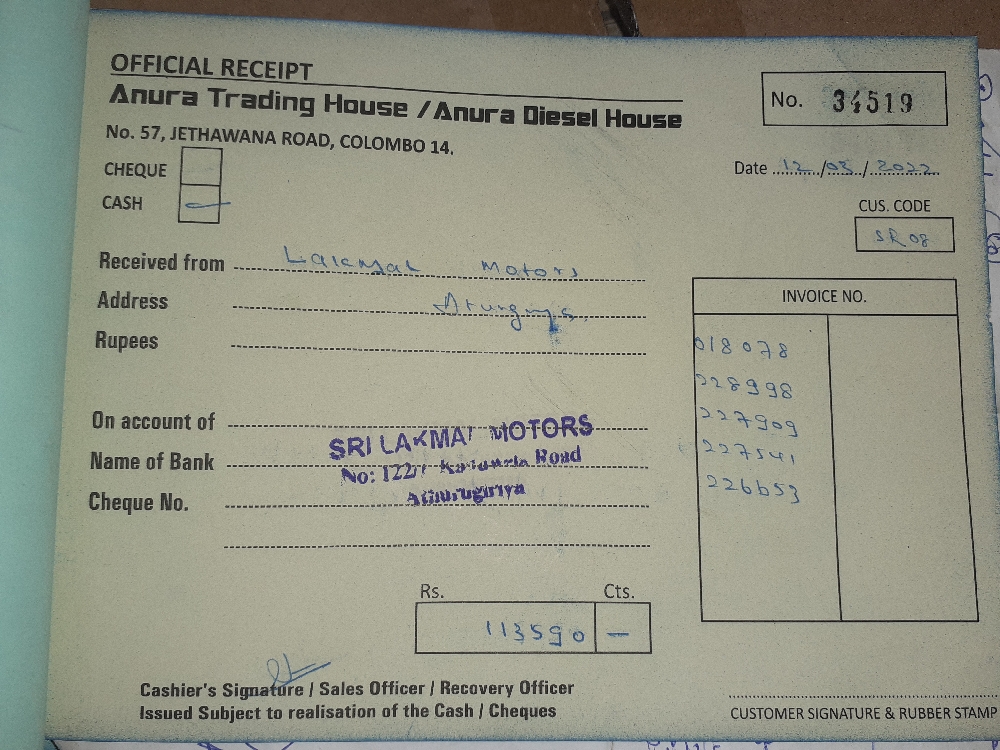 OFFICIAL RECEIPT
Anura Trading House / Anura Diesel House
No. 57, JETHAWANA ROAD, COLOMBO 14.
No. 34519
Date 12/03/2022
CHEQUE
CASH
CUS. CODE
SR08
Received from Lakmal Motors
Address
Rupees
INVOICE NO.
018078
228998
227909
227541
226653
On account of
SRI LAKMAL MOTORS
Name of Bank
No: 122/ Road
Cheque No.
Athurugiriya
Rs. Cts.
113590 —
Cashier's Signature / Sales Officer / Recovery Officer
Issued Subject to realisation of the Cash / Cheques
CUSTOMER SIGNATURE & RUBBER STAMP